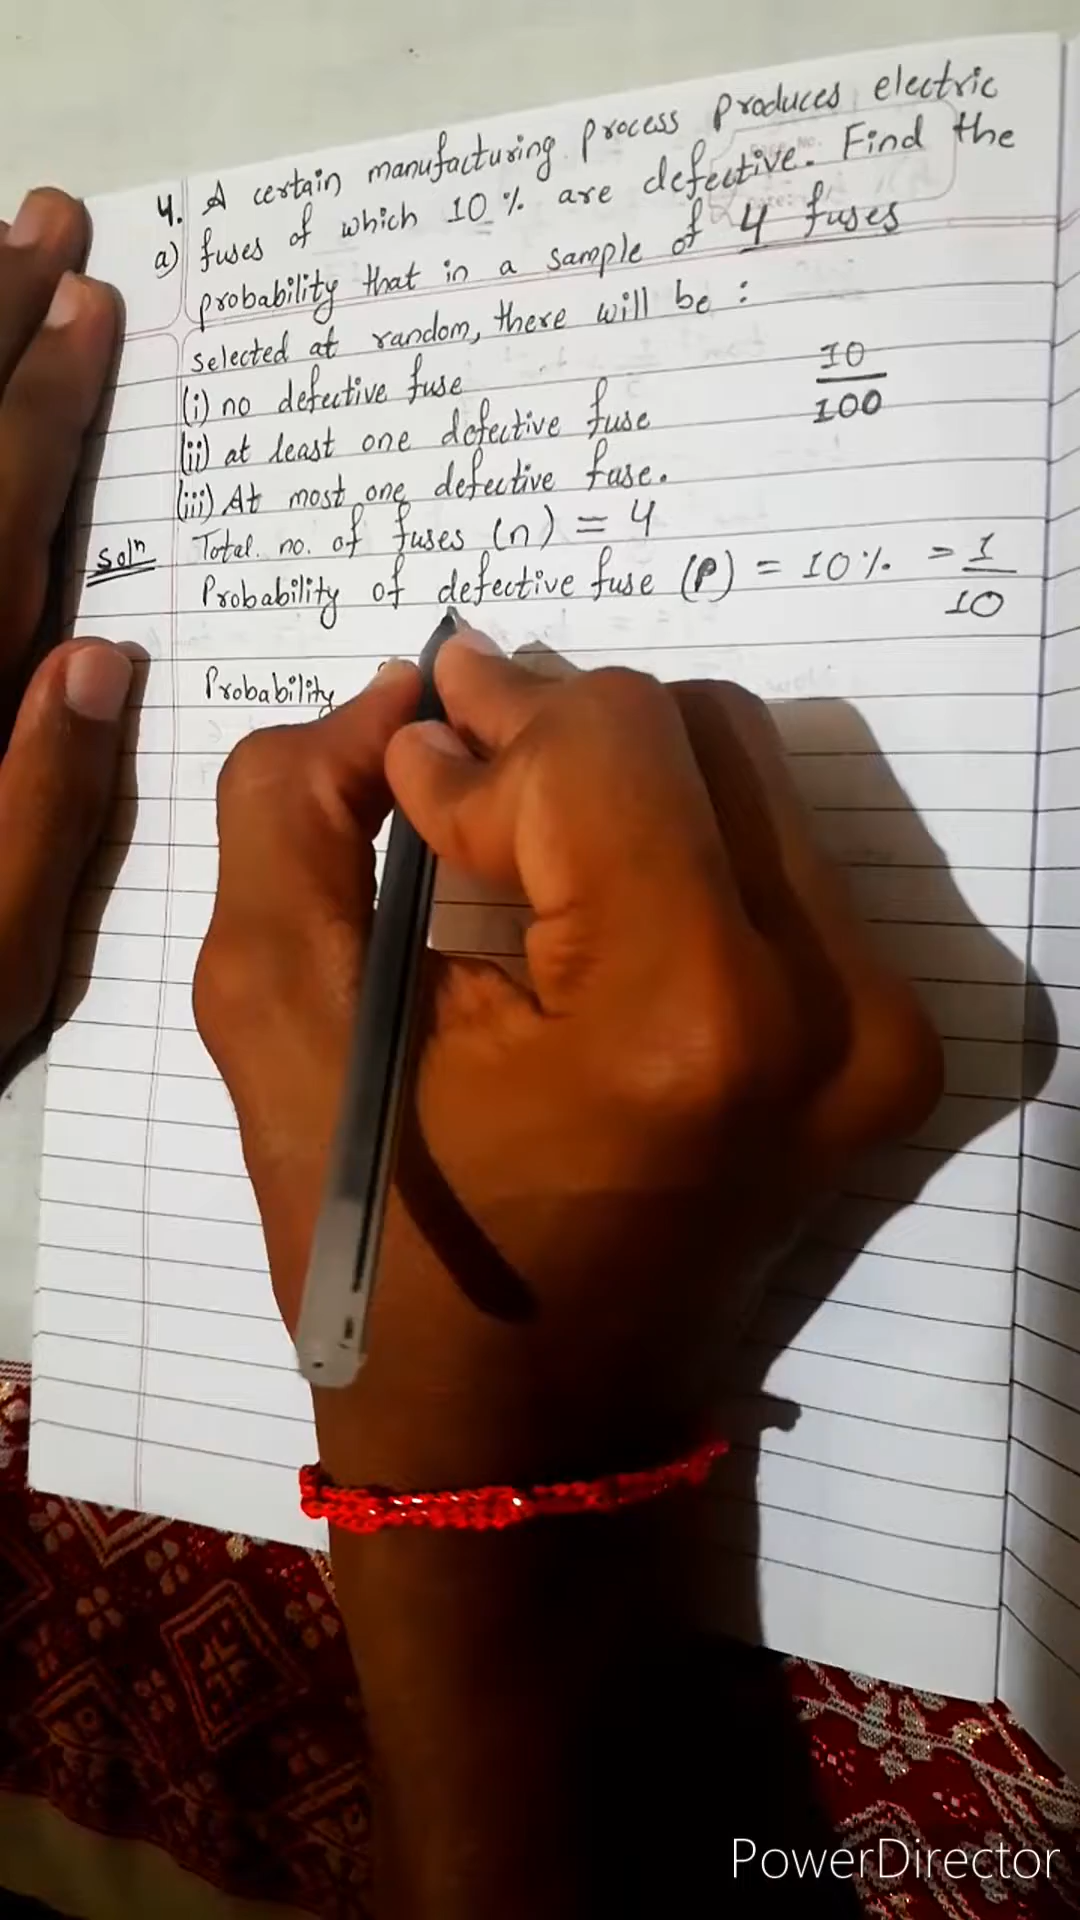 4. A certain manufacturing process produces electric
a) fuses of which 10% are defective. Find the
probability that in a sample of 4 fuses
selected at random, there will be :
(i) no defective fuse
10/100
(ii) at least one defective fuse
(iii) At most one defective fuse.
Soln Total. no. of fuses (n) = 4
Probability of defective fuse (P) = 10% = 1/10
Probability
PowerDirector